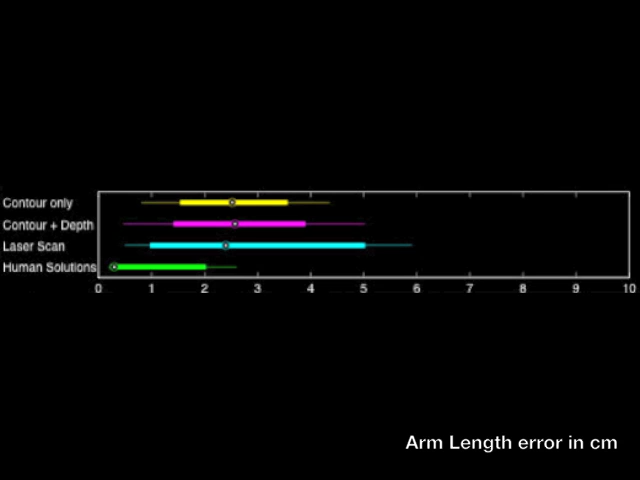 Contour only
Contour + Depth
Laser Scan
Human Solutions
0 1 2 3 4 5 6 7 8 9 10
Arm Length error in cm